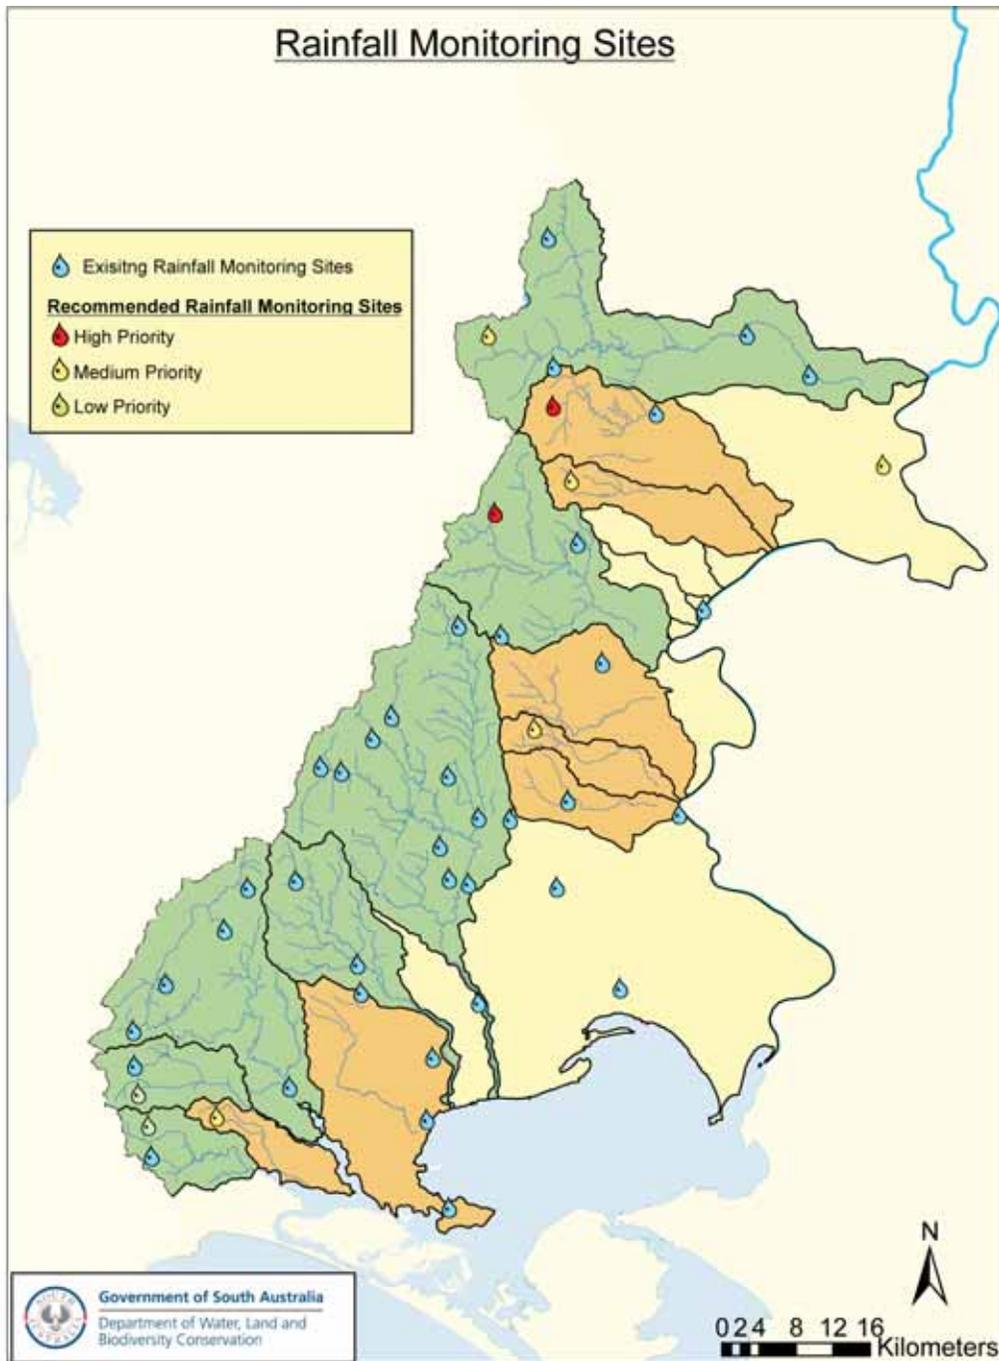 Rainfall Monitoring Sites
Exisitng Rainfall Monitoring Sites
Recommended Rainfall Monitoring Sites
High Priority
Medium Priority
Low Priority
N
0 2 4 8 12 16
Kilometers
Government of South Australia
Department of Water, Land and
Biodiversity Conservation